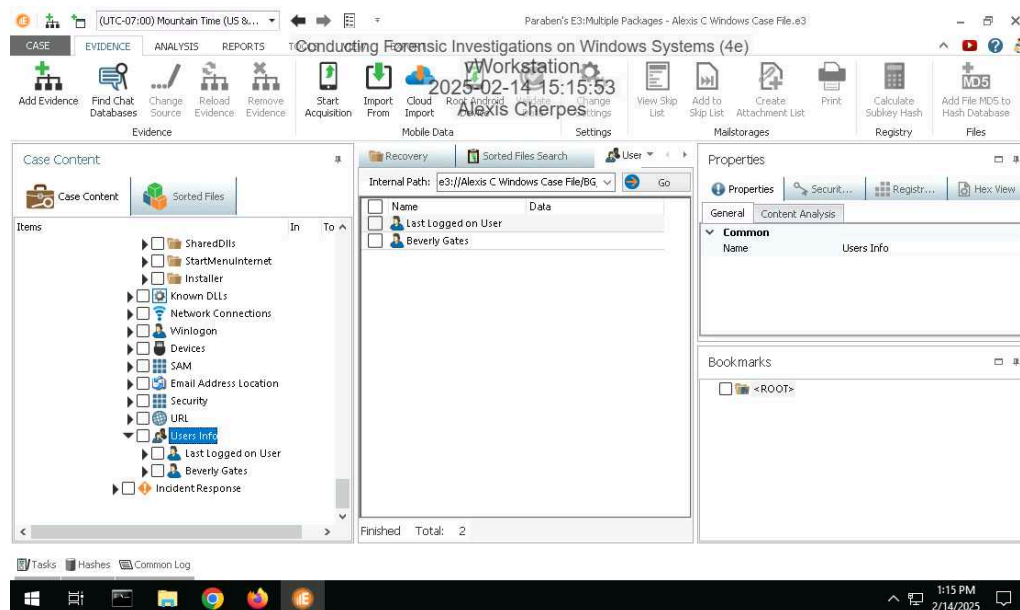 (UTC-07:00) Mountain Time (US &...
Paraben's E3:Multiple Packages - Alexis C Windows Case File.e3
CASE EVIDENCE ANALYSIS REPORTS
Conducting Forensic Investigations on Windows Systems (4e)
vWorkstation
2025-02-14 15:15:53
Alexis Cherpes
Add Evidence
Find Chat Databases
Change Source
Reload Evidence
Remove Evidence
Start Acquisition
Import From
Cloud Import
Root Android
Change Settings
View Skip List
Add to Skip List
Create Attachment List
Print
Calculate Subkey Hash
Add File MD5 to Hash Database
MD5
Evidence
Mobile Data
Settings
Mailstorages
Registry
Files
Case Content
Case Content
Sorted Files
Items In To
SharedDlls
StartMenuInternet
Installer
Known DLLs
Network Connections
Winlogon
Devices
SAM
Email Address Location
Security
URL
Users Info
Last Logged on User
Beverly Gates
Incident Response
Recovery
Sorted Files Search
User
Internal Path: e3://Alexis C Windows Case File/BG, Go
Name Data
Last Logged on User
Beverly Gates
Finished Total: 2
Properties
Properties
Securit...
Registr...
Hex View
General
Content Analysis
Common
Name Users Info
Bookmarks
<ROOT>
Tasks Hashes Common Log
1:15 PM
2/14/2025